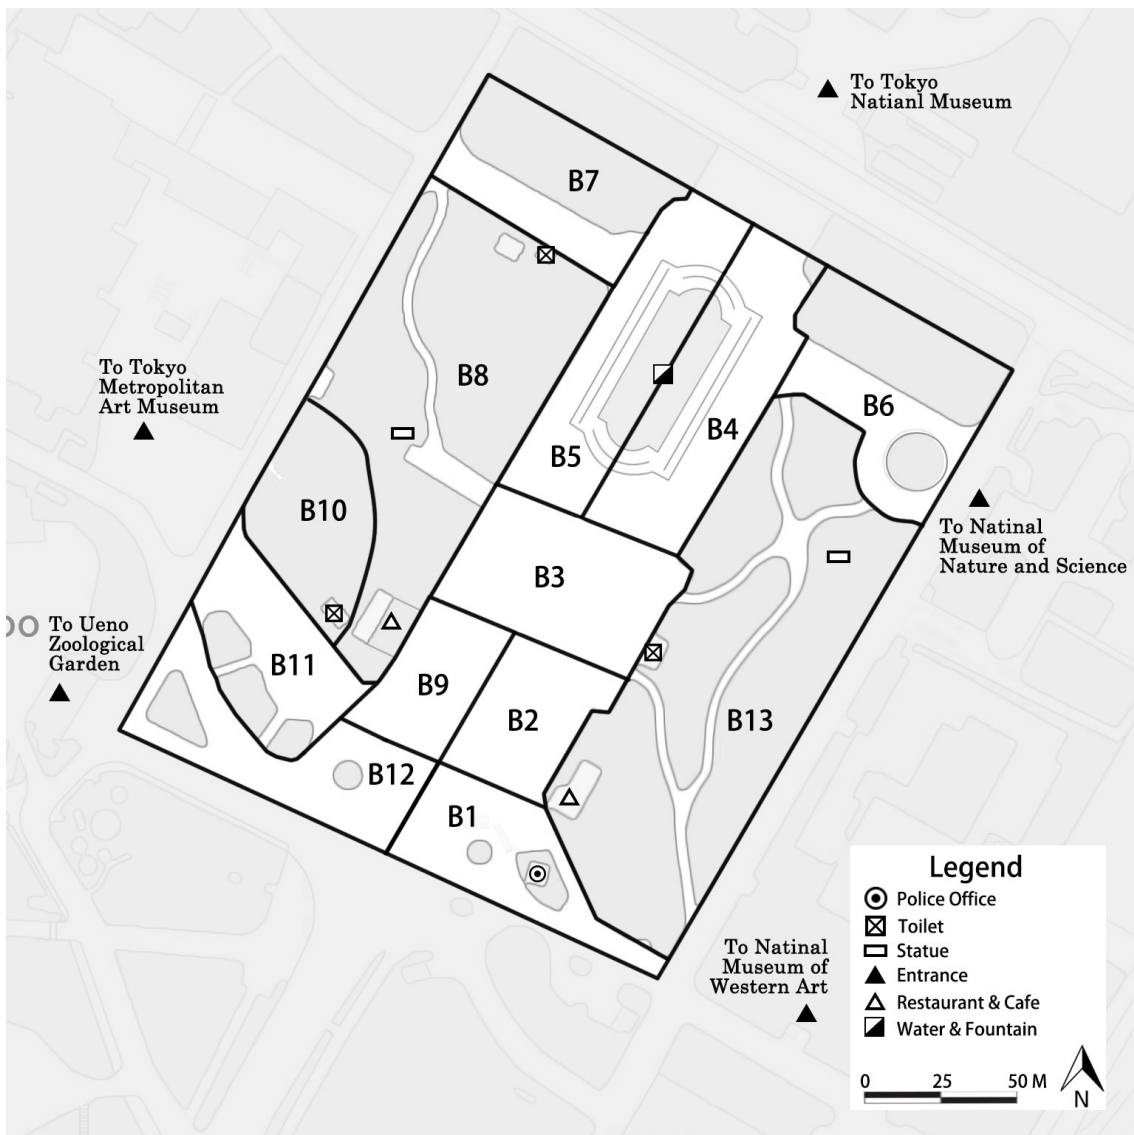 To Tokyo
Natianl Museum
B7
B8
To Tokyo
Metropolitan
Art Museum
B6
B4
B5
B10
To Natinal
Museum of
Nature and Science
B3
OO
To Ueno
Zoological
Garden
B11
B9
B2
B13
B12
B1
Legend
Police Office
Toilet
Statue
Entrance
Restaurant & Cafe
Water & Fountain
0 25 50 M
N
To Natinal
Museum of
Western Art